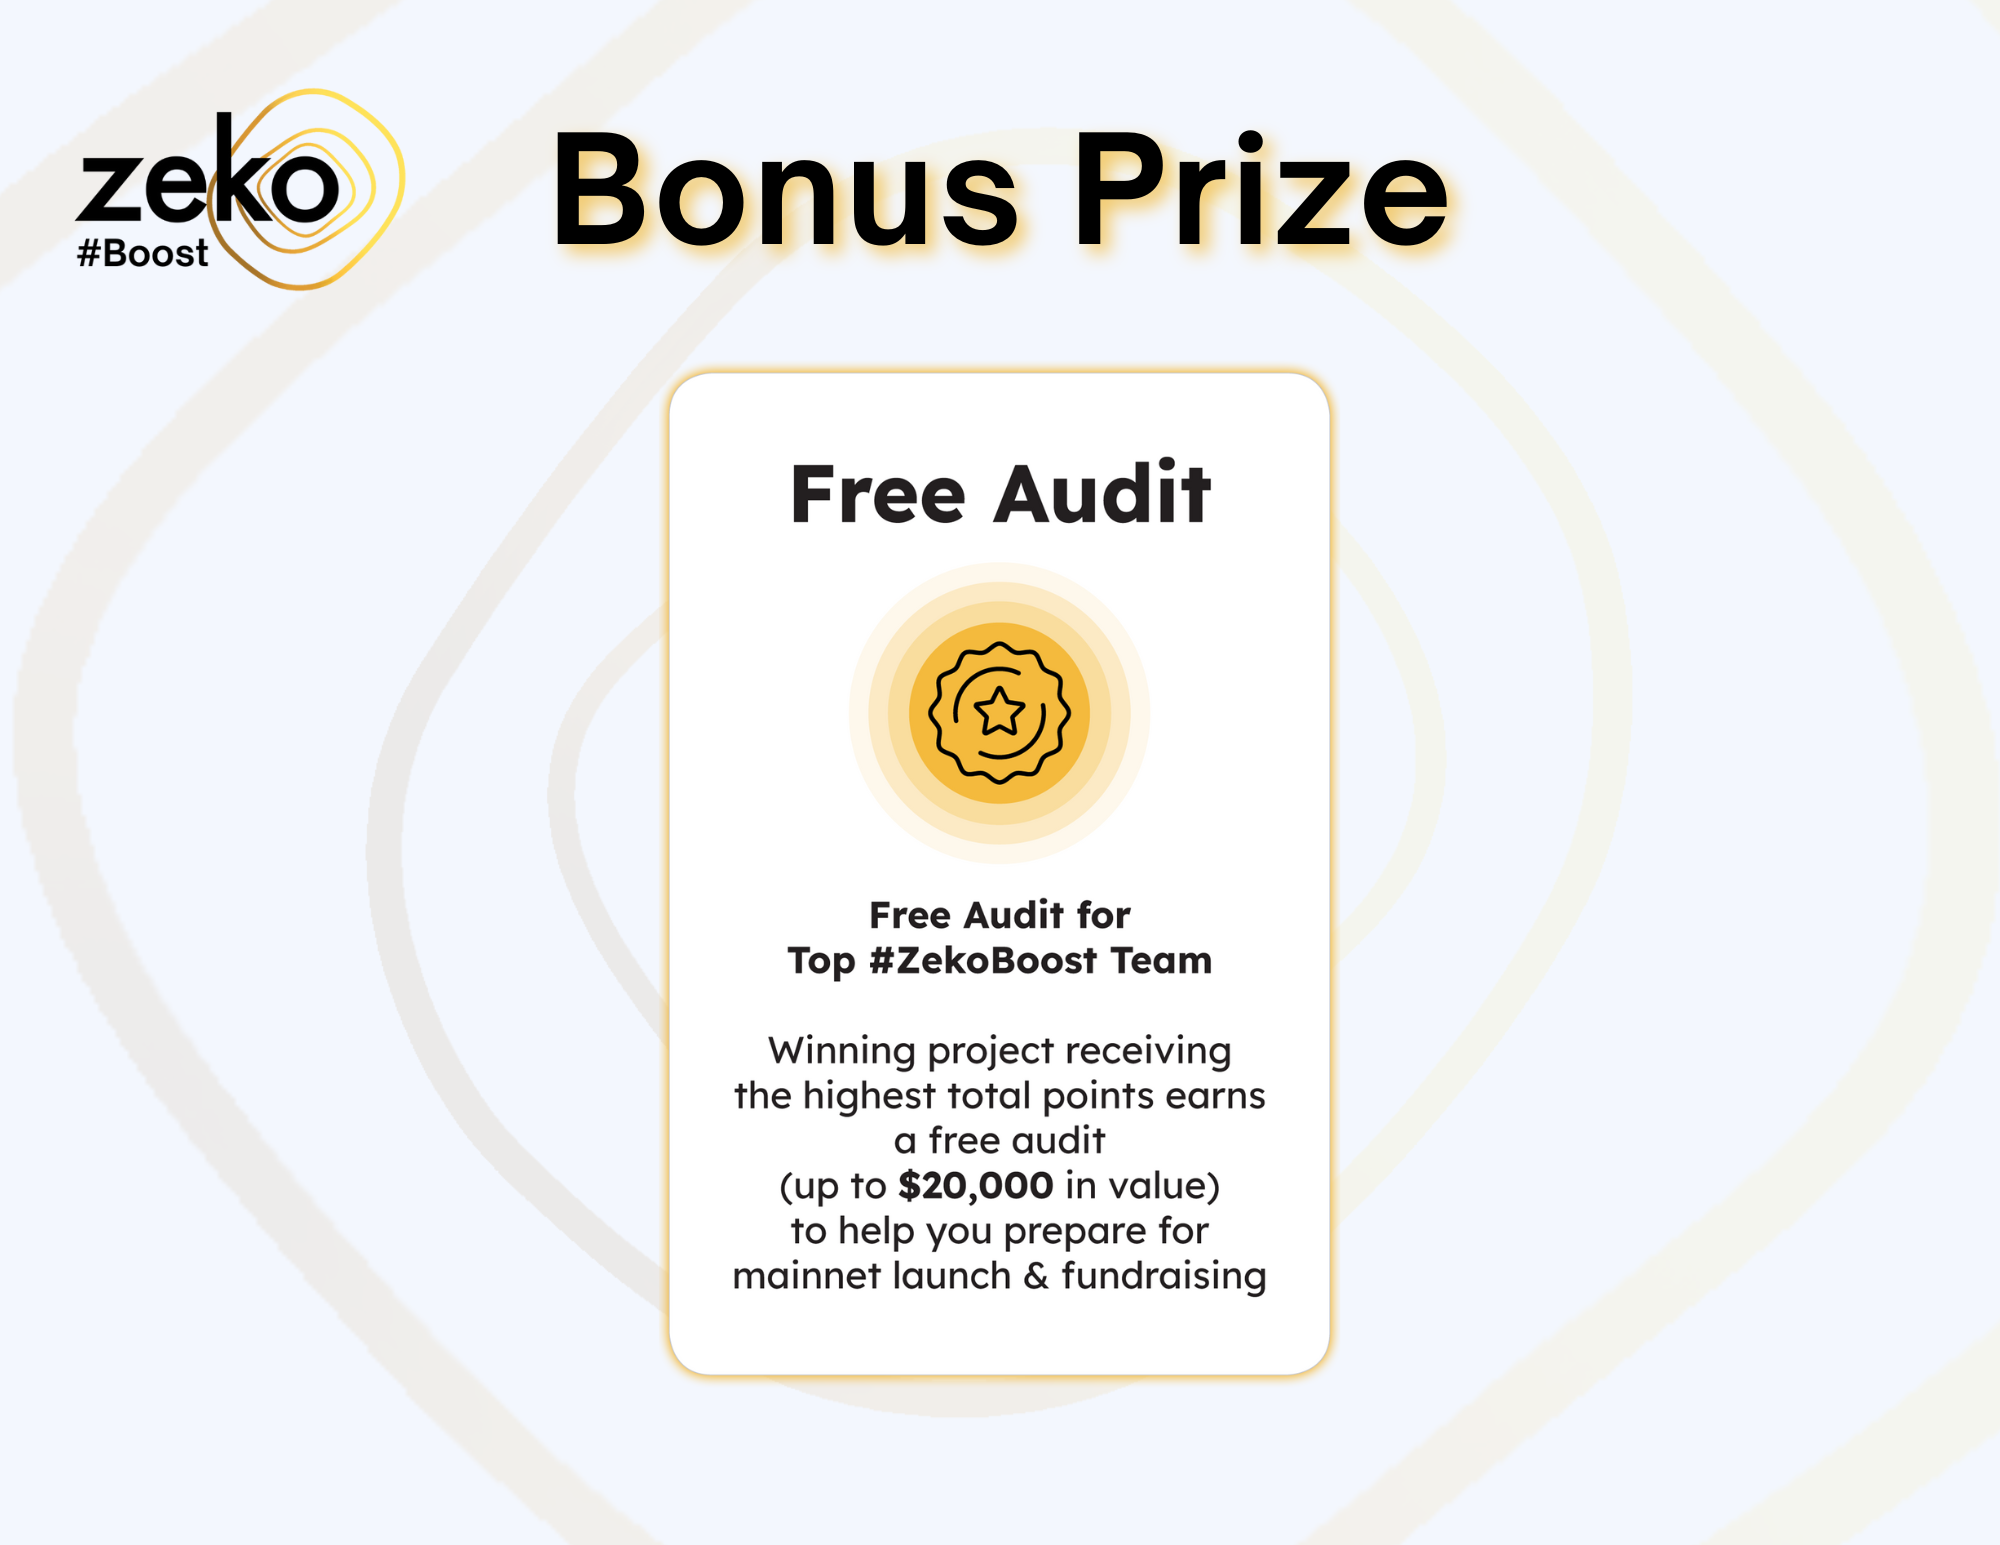 zeko
#Boost
Bonus Prize
Free Audit
Free Audit for
Top #ZekoBoost Team
Winning project receiving
the highest total points earns
a free audit
(up to $20,000 in value)
to help you prepare for
mainnet launch & fundraising